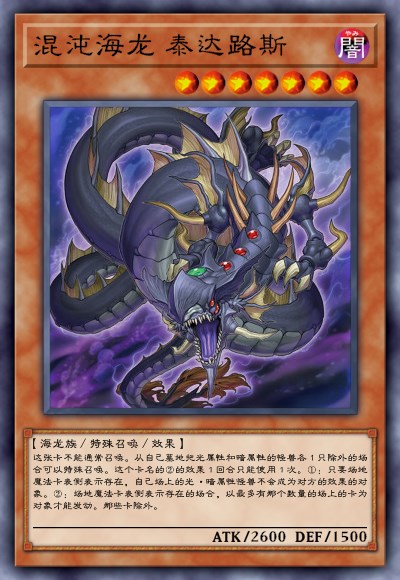 混沌海龙 泰达路斯
やみ
闇
【海龙族/特殊召唤/效果】
这张卡不能通常召唤。从自己墓地把光属性和暗属性的怪兽各1只除外的场
合可以特殊召唤。这个卡名的②的效果1回合只能使用1次。①：只要场地
魔法卡表侧表示存在，自己场上的光·暗属性怪兽不会成为对方的效果的对
象。②：场地魔法卡表侧表示存在的场合，以最多有那个数量的场上的卡为
对象才能发动。那些卡除外。
ATK/2600 DEF/1500